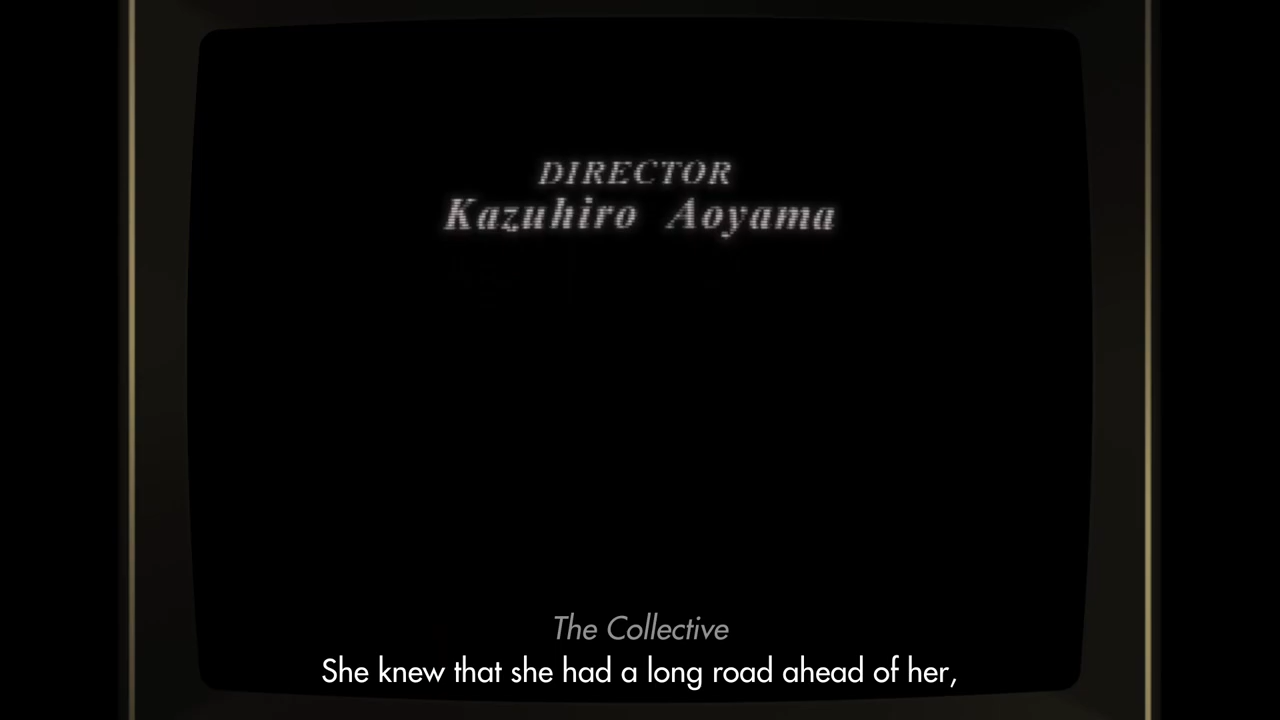 DIRECTOR
Kazuhiro Aoyama
The Collective
She knew that she had a long road ahead of her,